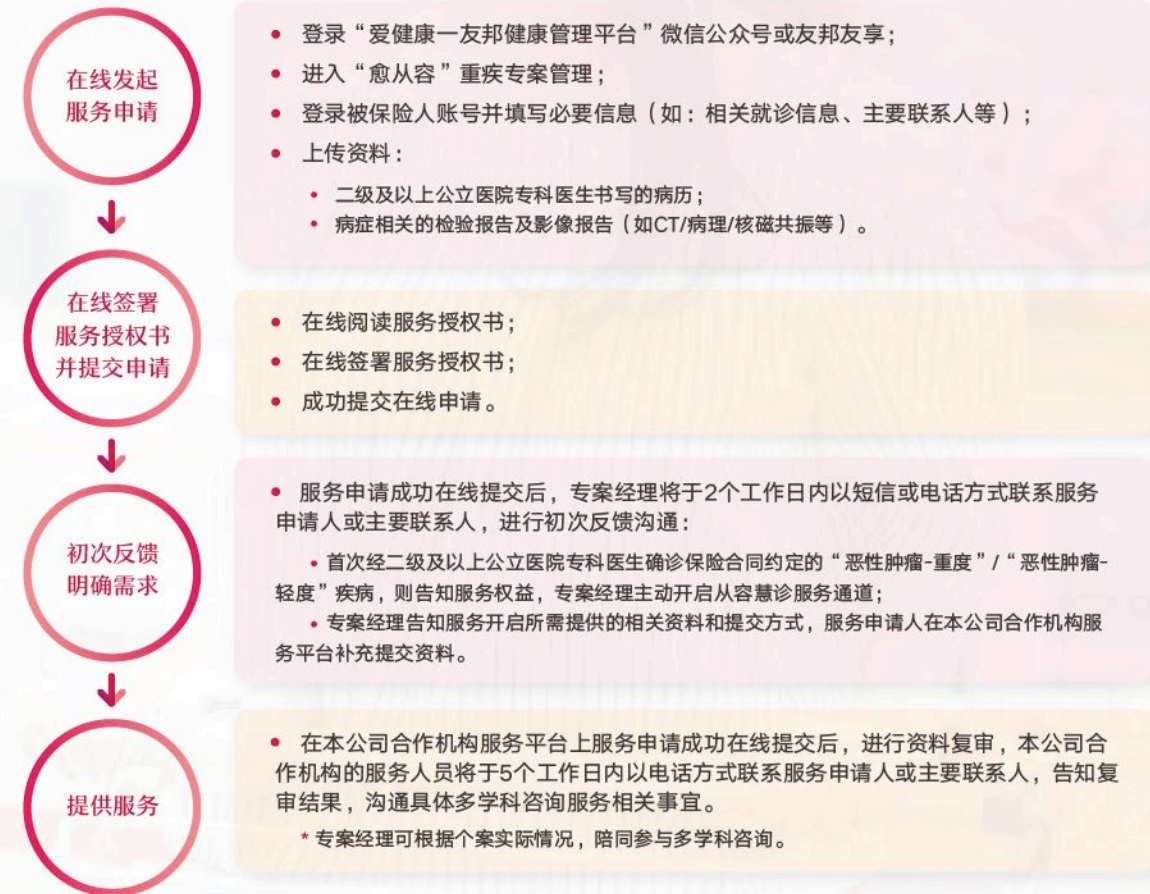 在线发起
服务申请
• 登录“爱健康一友邦健康管理平台”微信公众号或友邦友享；
• 进入“愈从容”重疾专案管理；
• 登录被保险人账号并填写必要信息（如：相关就诊信息、主要联系人等）；
• 上传资料：
• 二级及以上公立医院专科医生书写的病历；
• 病症相关的检验报告及影像报告（如CT/病理/核磁共振等）。
在线签署
服务授权书
并提交申请
• 在线阅读服务授权书；
• 在线签署服务授权书；
• 成功提交在线申请。
初次反馈
明确需求
• 服务申请成功在线提交后，专案经理将于2个工作日内以短信或电话方式联系服务
申请人或主要联系人，进行初次反馈沟通：
• 首次经二级及以上公立医院专科医生确诊保险合同约定的“恶性肿瘤-重度”/“恶性肿瘤-
轻度”疾病，则告知服务权益，专案经理主动开启从容慧诊服务通道；
• 专案经理告知服务开启所需提供的相关资料和提交方式，服务申请人在本公司合作机构服
务平台补充提交资料。
提供服务
• 在本公司合作机构服务平台上服务申请成功在线提交后，进行资料复审，本公司合
作机构的服务人员将于5个工作日内以电话方式联系服务申请人或主要联系人，告知复
审结果，沟通具体多学科咨询服务相关事宜。
* 专案经理可根据个案实际情况，陪同参与多学科咨询。